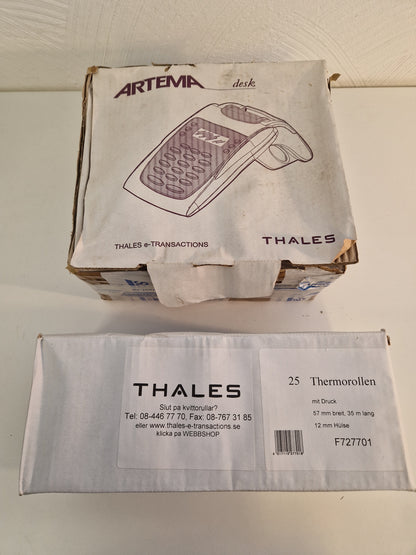 ARTEMA desk
THALES e-TRANSACTIONS
THALES
THALES
Slut på kvittorullar?
Tel: 08-446 77 70, Fax: 08-767 31 85
eller www.thales-e-transactions.se
klicka på WEBBSHOP
25 Thermorollen
mit Druck
57 mm breit, 35 m lang
12 mm Hülse
F727701